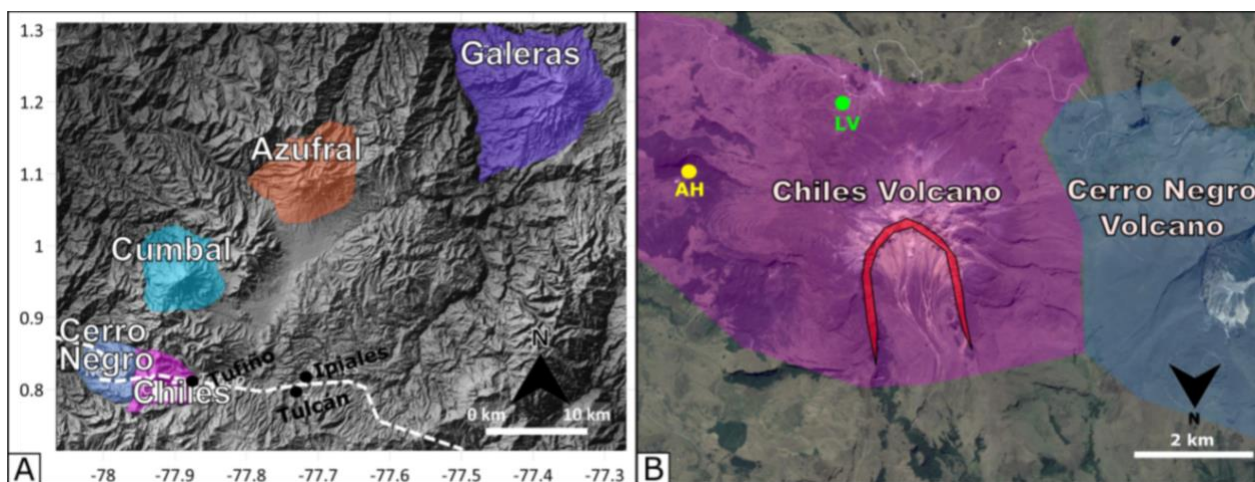 1.3
1.2
1.1
1
0.9
0.8
Galeras
Azufral
Cumbal
Cerro
Negro
Chiles
Tufiño
Ipiales
Tulcán
N
0 km 10 km
A
-78 -77.9 -77.8 -77.7 -77.6 -77.5 -77.4 -77.3
LV
AH
Chiles Volcano
Cerro Negro
Volcano
N
2 km
B